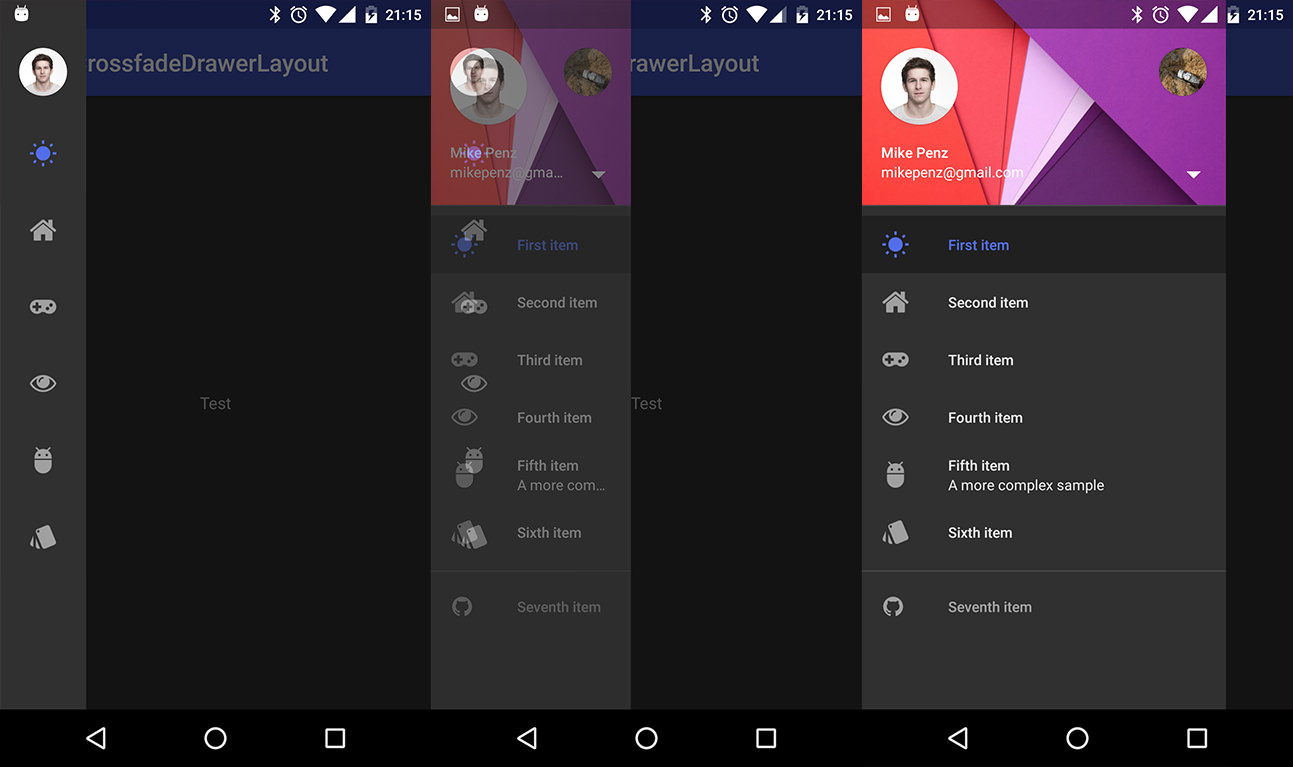 21:15
rossfadeDrawerLayout
Test
21:15
rawerLayout
Mike Penz
mikepenz@gma...
First item
Second item
Third item
Fourth item
Fifth item
A more com...
Sixth item
Seventh item
Test
21:15
Mike Penz
mikepenz@gmail.com
First item
Second item
Third item
Fourth item
Fifth item
A more complex sample
Sixth item
Seventh item